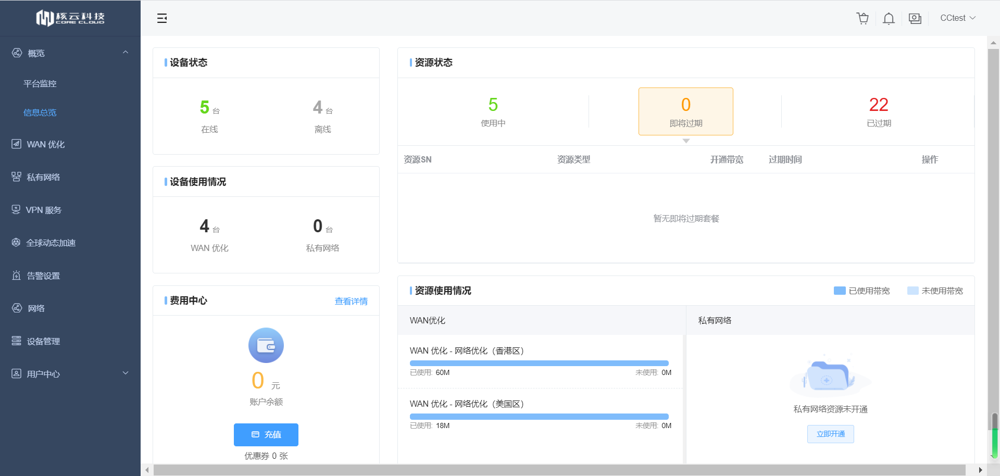 核云科技
CORE CLOUD
CCtest
概览
平台监控
信息总览
WAN 优化
私有网络
VPN 服务
全球动态加速
告警设置
网络
设备管理
用户中心
设备状态
5 台
在线
4 台
离线
设备使用情况
4 台
WAN 优化
0 台
私有网络
费用中心
查看详情
0 元
账户余额
充值
优惠券 0 张
资源状态
5
使用中
0
即将过期
22
已过期
资源SN 资源类型 开通带宽 过期时间 操作
暂无即将过期套餐
资源使用情况
已使用带宽 未使用带宽
WAN优化
WAN 优化 - 网络优化（香港区）
已使用: 60M 未使用: 0M
WAN 优化 - 网络优化（美国区）
已使用: 18M 未使用: 0M
私有网络
私有网络资源未开通
立即开通